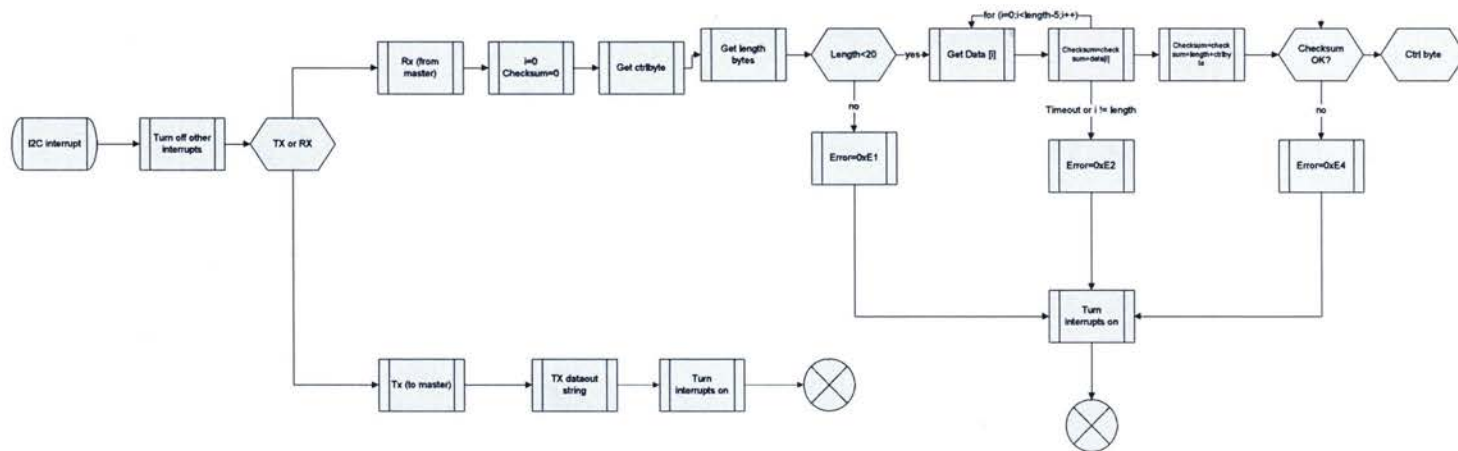 for (i=0;i<length-5;i++)
Rx (from
master)
i=0
Checksum=0
Get ctrlbyte
Get length
bytes
Length<20
yes
Get Data [i]
Checksum=check
sum+data[i]
Checksum=check
sum+length+ctrlby
te
Checksum
OK?
Ctrl byte
no
Timeout or i != length
no
I2C interrupt
Turn off other
interrupts
TX or RX
Error=0xE1
Error=0xE2
Error=0xE4
Turn
interrupts on
Tx (to master)
TX dataout
string
Turn
interrupts on